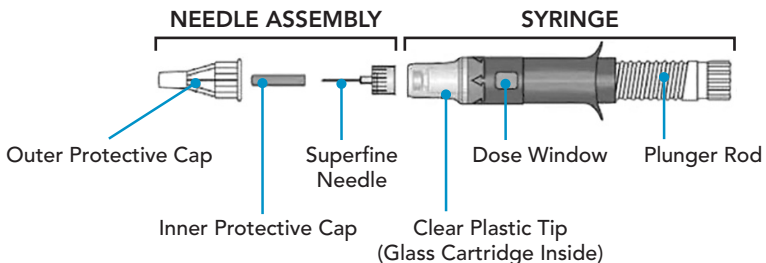 NEEDLE ASSEMBLY
SYRINGE
Outer Protective Cap
Superfine
Needle
Dose Window
Plunger Rod
Inner Protective Cap
Clear Plastic Tip
(Glass Cartridge Inside)